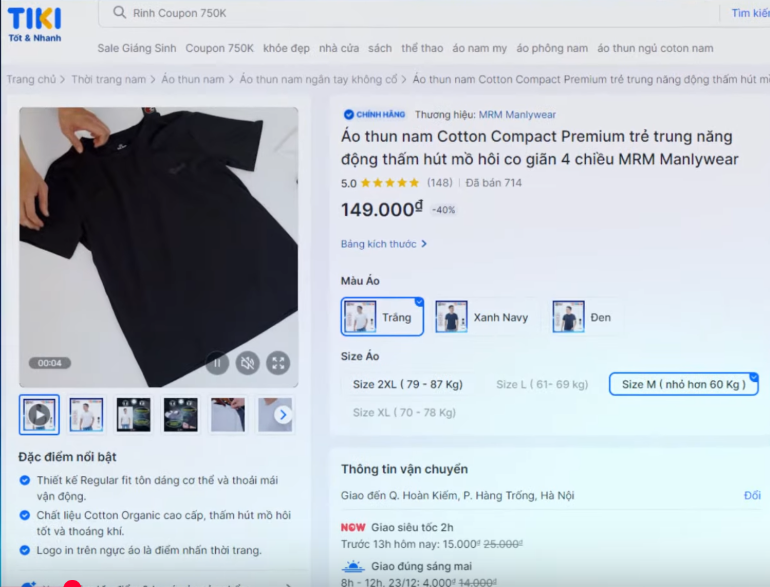 TIKI
Tốt & Nhanh
Rinh Coupon 750K
Tìm kiế
Sale Giáng Sinh Coupon 750K khỏe đẹp nhà cửa sách thể thao áo nam my áo phông nam áo thun ngủ coton nam
Trang chủ > Thời trang nam > Áo thun nam > Áo thun nam ngắn tay không cổ > Áo thun nam Cotton Compact Premium trẻ trung năng động thấm hút m
CHÍNH HÃNG Thương hiệu: MRM Manlywear
Áo thun nam Cotton Compact Premium trẻ trung năng
động thấm hút mồ hôi co giãn 4 chiều MRM Manlywear
5.0 (148) | Đã bán 714
149.000₫ -40%
Bảng kích thước >
Màu Áo
Trắng
Xanh Navy
Đen
Size Áo
Size 2XL ( 79 - 87 Kg)
Size L ( 61- 69 kg)
Size M ( nhỏ hơn 60 Kg )
Size XL ( 70 - 78 Kg)
00:04
Đặc điểm nổi bật
Thiết kế Regular fit tôn dáng cơ thể và thoải mái
vận động.
Chất liệu Cotton Organic cao cấp, thấm hút mồ hôi
tốt và thoáng khí.
Logo in trên ngực áo là điểm nhấn thời trang.
Thông tin vận chuyển
Giao đến Q. Hoàn Kiếm, P. Hàng Trống, Hà Nội
Đổi
NOW Giao siêu tốc 2h
Trước 13h hôm nay: 15.000₫ 25.000₫
Giao đúng sáng mai
8h - 12h, 23/12: 4.000₫ 14.000₫